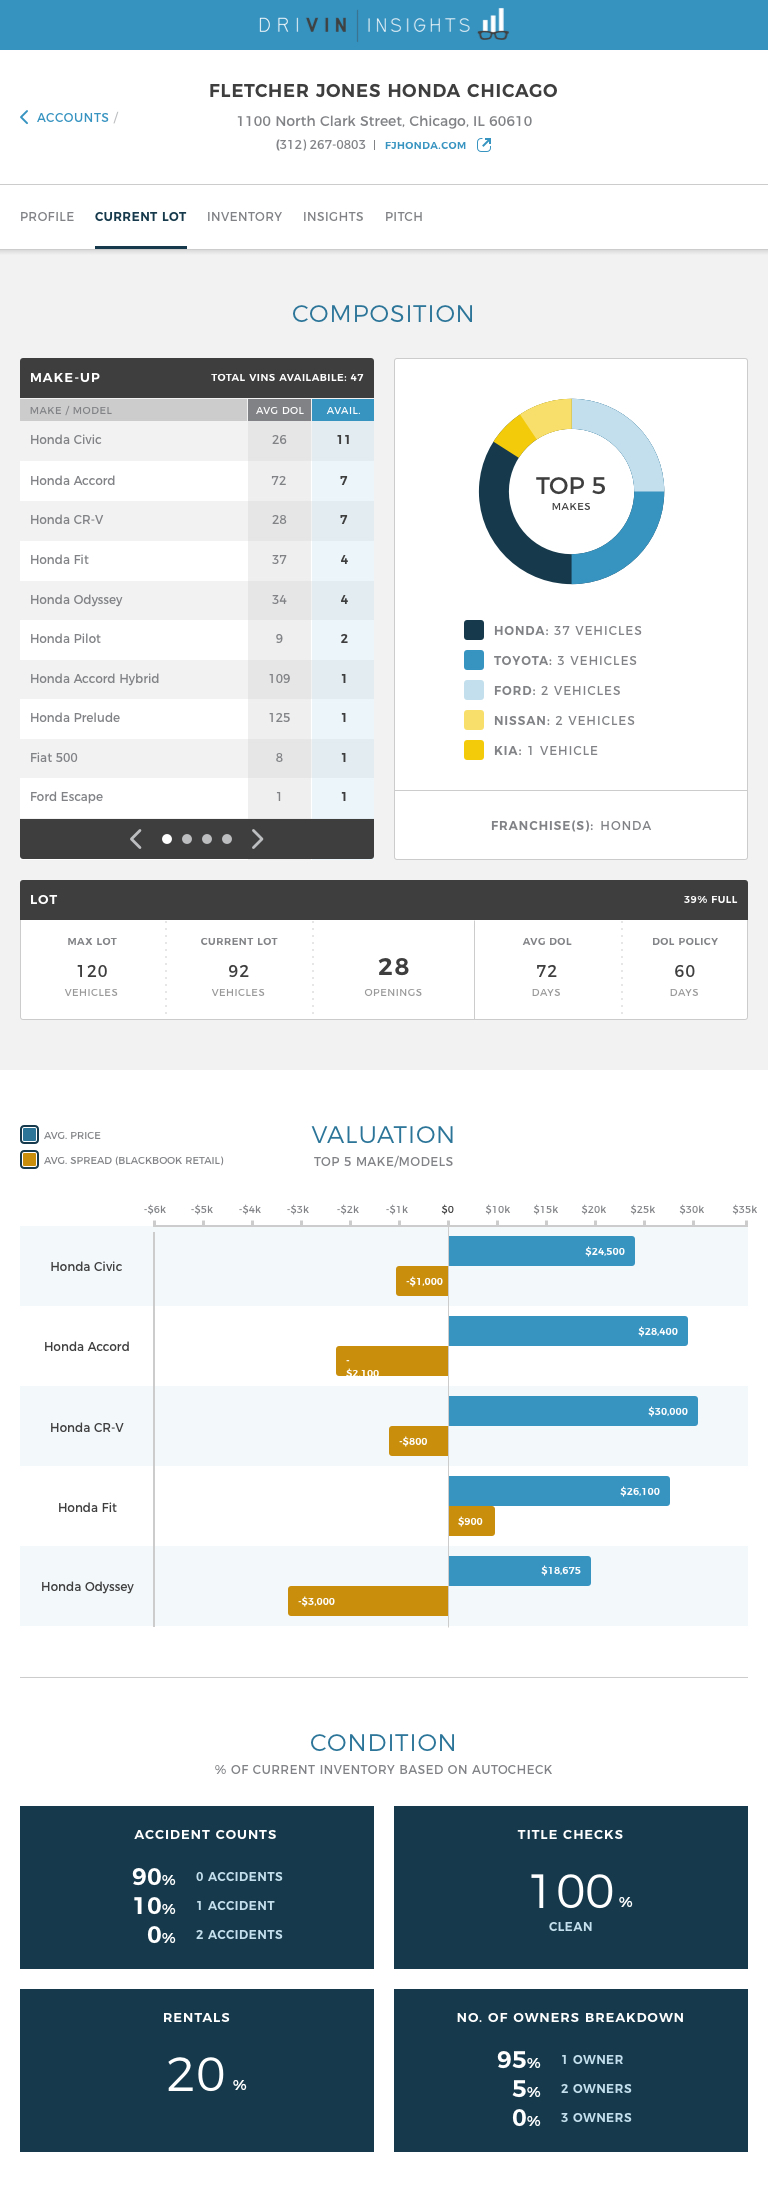 DRIVIN | INSIGHTS
FLETCHER JONES HONDA CHICAGO
ACCOUNTS /
1100 North Clark Street, Chicago, IL 60610
(312) 267-0803 | FJHONDA.COM
PROFILE CURRENT LOT INVENTORY INSIGHTS PITCH
COMPOSITION
MAKE-UP TOTAL VINS AVAILABILE: 47
MAKE / MODEL AVG DOL AVAIL.
Honda Civic 26 11
Honda Accord 72 7
Honda CR-V 28 7
Honda Fit 37 4
Honda Odyssey 34 4
Honda Pilot 9 2
Honda Accord Hybrid 109 1
Honda Prelude 125 1
Fiat 500 8 1
Ford Escape 1 1
TOP 5
MAKES
HONDA: 37 VEHICLES
TOYOTA: 3 VEHICLES
FORD: 2 VEHICLES
NISSAN: 2 VEHICLES
KIA: 1 VEHICLE
FRANCHISE(S): HONDA
LOT 39% FULL
MAX LOT CURRENT LOT AVG DOL DOL POLICY
120 92 28 72 60
VEHICLES VEHICLES OPENINGS DAYS DAYS
AVG. PRICE
AVG. SPREAD (BLACKBOOK RETAIL)
VALUATION
TOP 5 MAKE/MODELS
-$6k -$5k -$4k -$3k -$2k -$1k $0 $10k $15k $20k $25k $30k $35k
Honda Civic
$24,500
-$1,000
Honda Accord
$28,400
-
$2,100
Honda CR-V
$30,000
-$800
Honda Fit
$26,100
$900
Honda Odyssey
$18,675
-$3,000
CONDITION
% OF CURRENT INVENTORY BASED ON AUTOCHECK
ACCIDENT COUNTS
90% 0 ACCIDENTS
10% 1 ACCIDENT
0% 2 ACCIDENTS
TITLE CHECKS
100 %
CLEAN
RENTALS
20 %
NO. OF OWNERS BREAKDOWN
95% 1 OWNER
5% 2 OWNERS
0% 3 OWNERS